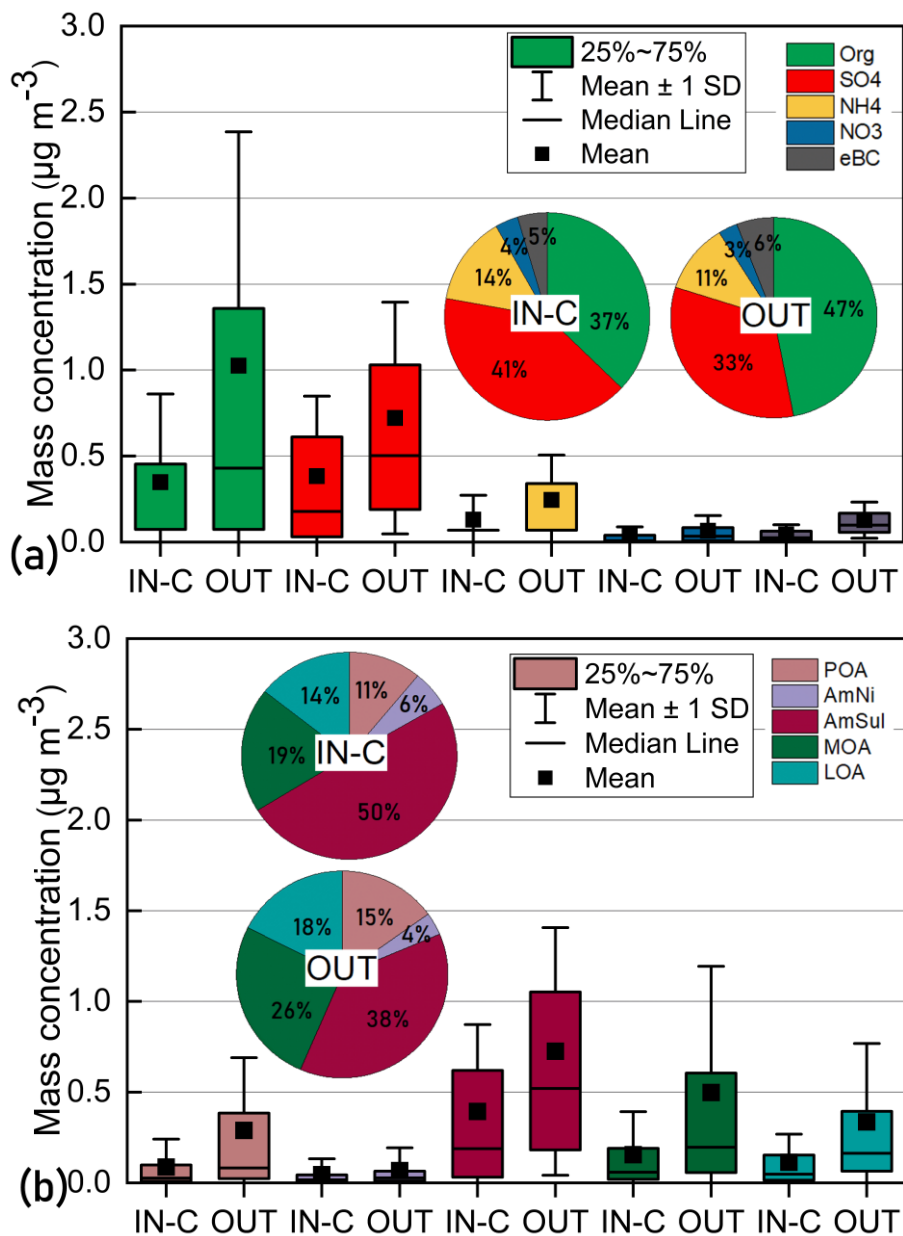 3.0
2.5
2.0
1.5
1.0
0.5
0.0
Mass concentration (µg m⁻³)
25%~75%
Mean ± 1 SD
Median Line
Mean
Org
SO4
NH4
NO3
eBC
4%
5%
14%
IN-C
37%
41%
3%
6%
11%
OUT
47%
33%
(a)
IN-C OUT IN-C OUT IN-C OUT IN-C OUT IN-C OUT
3.0
2.5
2.0
1.5
1.0
0.5
0.0
Mass concentration (µg m⁻³)
14%
11%
6%
IN-C
19%
50%
18%
15%
4%
OUT
26%
38%
25%~75%
Mean ± 1 SD
Median Line
Mean
POA
AmNi
AmSul
MOA
LOA
(b)
IN-C OUT IN-C OUT IN-C OUT IN-C OUT IN-C OUT